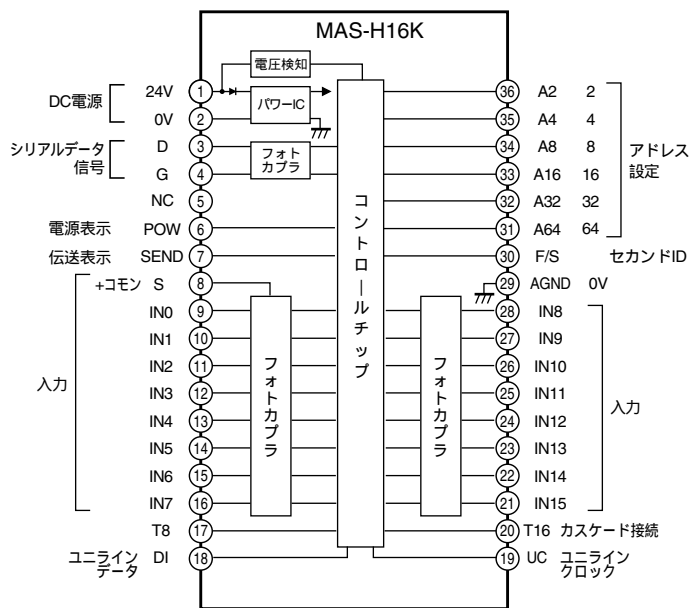 MAS-H16K
電圧検知
パワーIC
フォト
カプラ
コントロールチップ
フォトカプラ
フォトカプラ
DC電源
24V 1
0V 2
シリアルデータ
信号
D 3
G 4
NC 5
電源表示 POW 6
伝送表示 SEND 7
+コモン S 8
入力
IN0 9
IN1 10
IN2 11
IN3 12
IN4 13
IN5 14
IN6 15
IN7 16
T8 17
ユニライン
データ
DI 18
36 A2 2
35 A4 4
34 A8 8
33 A16 16
32 A32 32
31 A64 64
アドレス
設定
30 F/S セカンドID
29 AGND 0V
28 IN8
27 IN9
26 IN10
25 IN11
24 IN12
23 IN13
22 IN14
21 IN15
入力
20 T16 カスケード接続
19 UC ユニライン
クロック